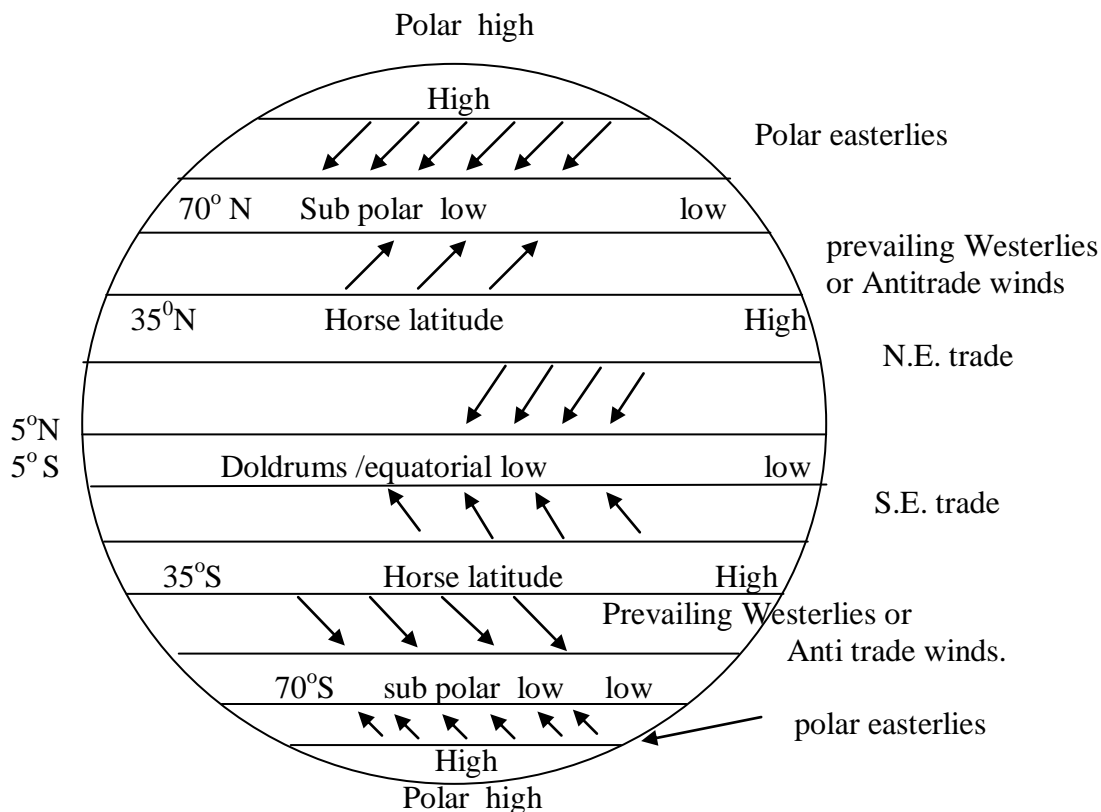 Polar high
High
Polar easterlies
70° N Sub polar low low
prevailing Westerlies
or Antitrade winds
35⁰N Horse latitude High
N.E. trade
5°N
5° S Doldrums /equatorial low low
S.E. trade
35°S Horse latitude High
Prevailing Westerlies or
Anti trade winds.
70°S sub polar low low
polar easterlies
High
Polar high